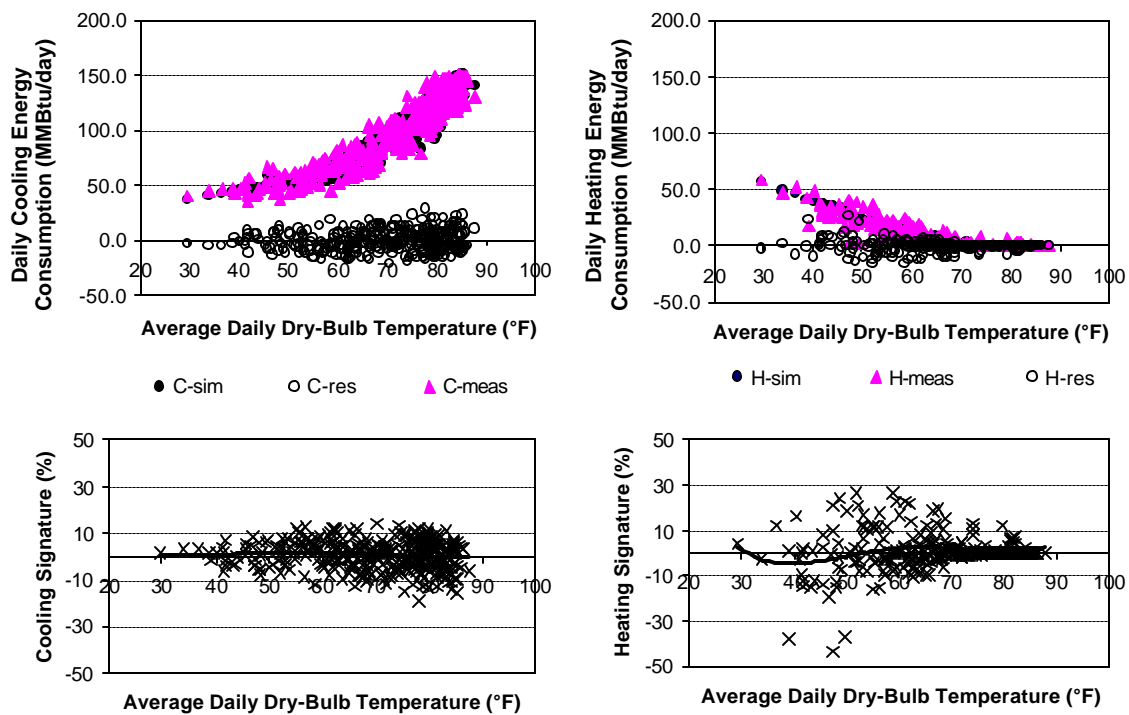 Daily Cooling Energy
Consumption (MMBtu/day)
200.0
150.0
100.0
50.0
0.0
-50.0
20 30 40 50 60 70 80 90 100
Average Daily Dry-Bulb Temperature (°F)
C-sim C-res C-meas
Daily Heating Energy
Consumption (MMBtu/day)
200.0
150.0
100.0
50.0
0.0
-50.0
20 30 40 50 60 70 80 90 100
Average Daily Dry-Bulb Temperature (°F)
H-sim H-meas H-res
Cooling Signature (%)
50
30
10
-10
-30
-50
20 30 40 50 60 70 80 90 100
Average Daily Dry-Bulb Temperature (°F)
Heating Signature (%)
50
30
10
-10
-30
-50
20 30 40 50 60 70 80 90 100
Average Daily Dry-Bulb Temperature (°F)